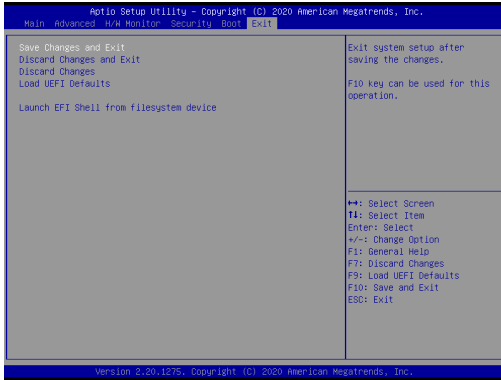 Aptio Setup Utility – Copyright (C) 2020 American Megatrends, Inc.
Main Advanced H/W Monitor Security Boot Exit
Save Changes and Exit
Discard Changes and Exit
Discard Changes
Load UEFI Defaults
Launch EFI Shell from filesystem device
Exit system setup after
saving the changes.
F10 key can be used for this
operation.
↔: Select Screen
↑↓: Select Item
Enter: Select
+/-: Change Option
F1: General Help
F7: Discard Changes
F9: Load UEFI Defaults
F10: Save and Exit
ESC: Exit
Version 2.20.1275. Copyright (C) 2020 American Megatrends, Inc.